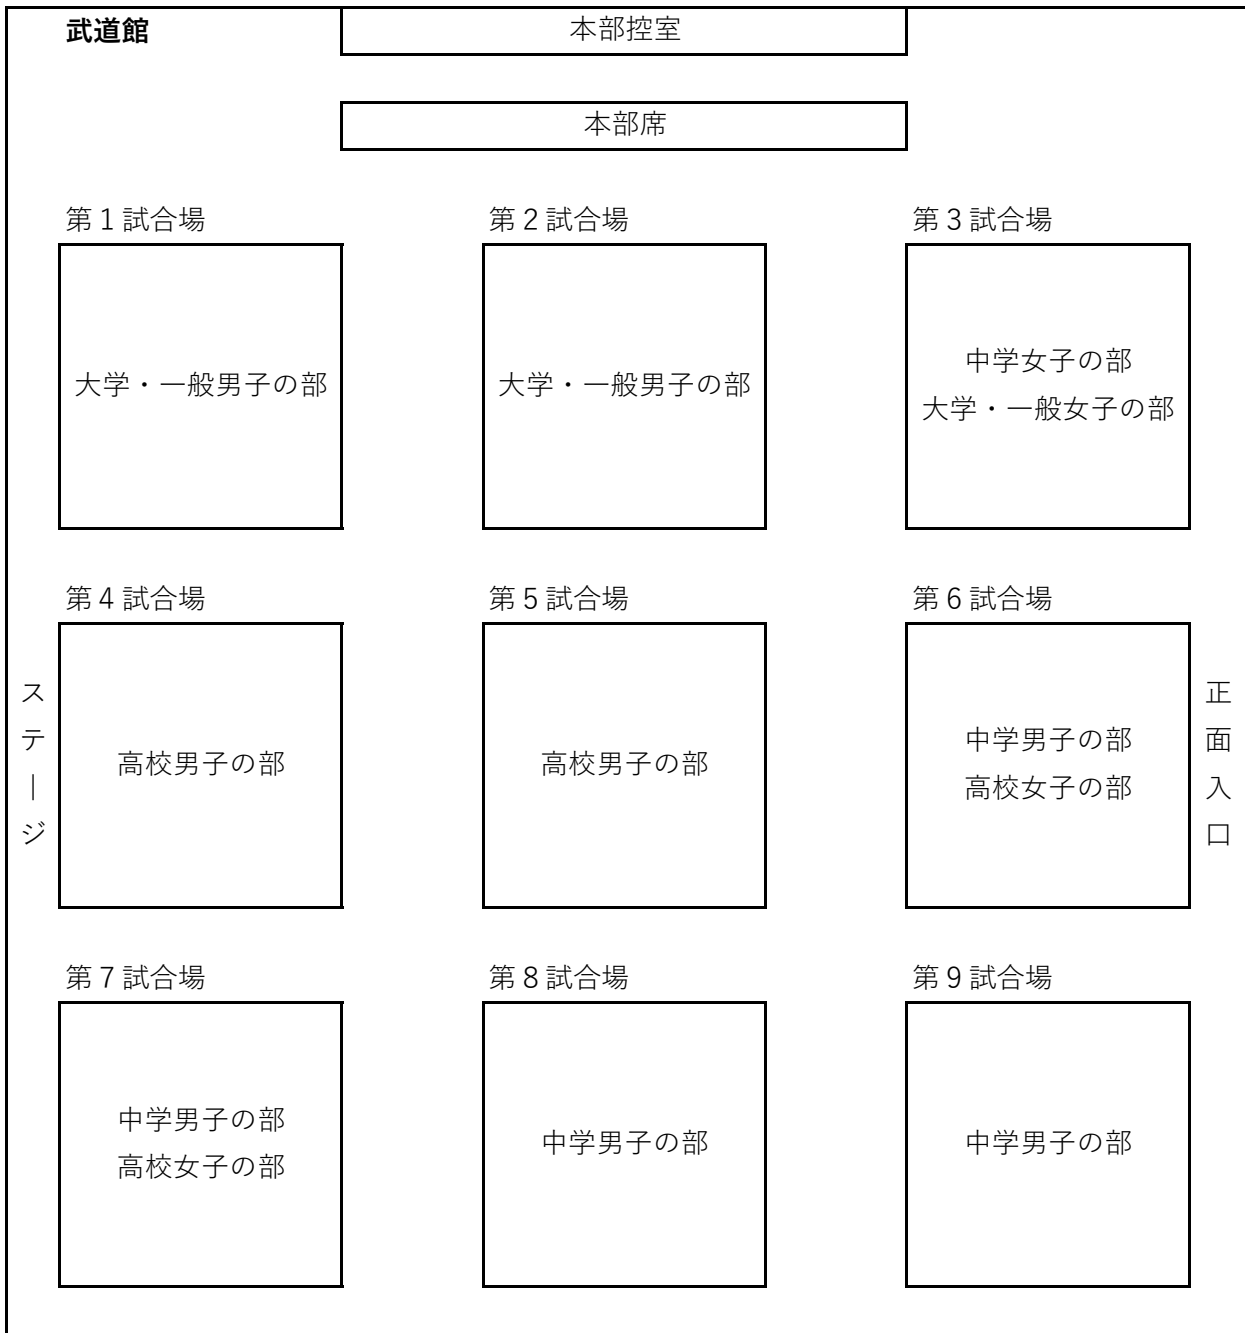 武道館
本部控室
本部席
第１試合場
第２試合場
第３試合場
大学・一般男子の部
大学・一般男子の部
中学女子の部
大学・一般女子の部
第４試合場
第５試合場
第６試合場
ステージ
高校男子の部
高校男子の部
中学男子の部
高校女子の部
正面入口
第７試合場
第８試合場
第９試合場
中学男子の部
高校女子の部
中学男子の部
中学男子の部